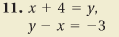 11. x + 4 = y,
y − x = −3